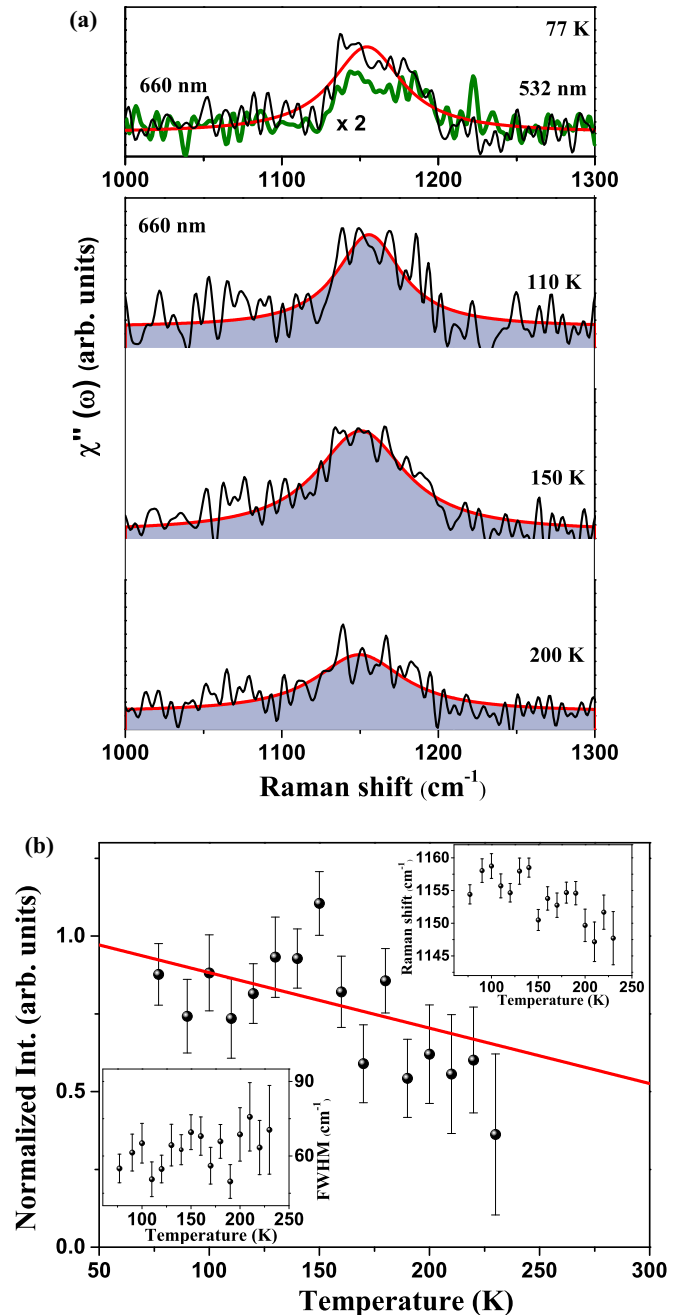 (a)
77 K
660 nm
532 nm
x 2
1000 1100 1200 1300
660 nm
110 K
150 K
200 K
χ'' (ω) (arb. units)
1000 1100 1200 1300
Raman shift (cm⁻¹)
(b)
Normalized Int. (arb. units)
1.0
0.5
0.0
50 100 150 200 250 300
Temperature (K)
Raman shift (cm⁻¹)
1160
1155
1150
1145
100 150 200 250
Temperature (K)
90
60
FWHM (cm⁻¹)
100 150 200 250
Temperature (K)